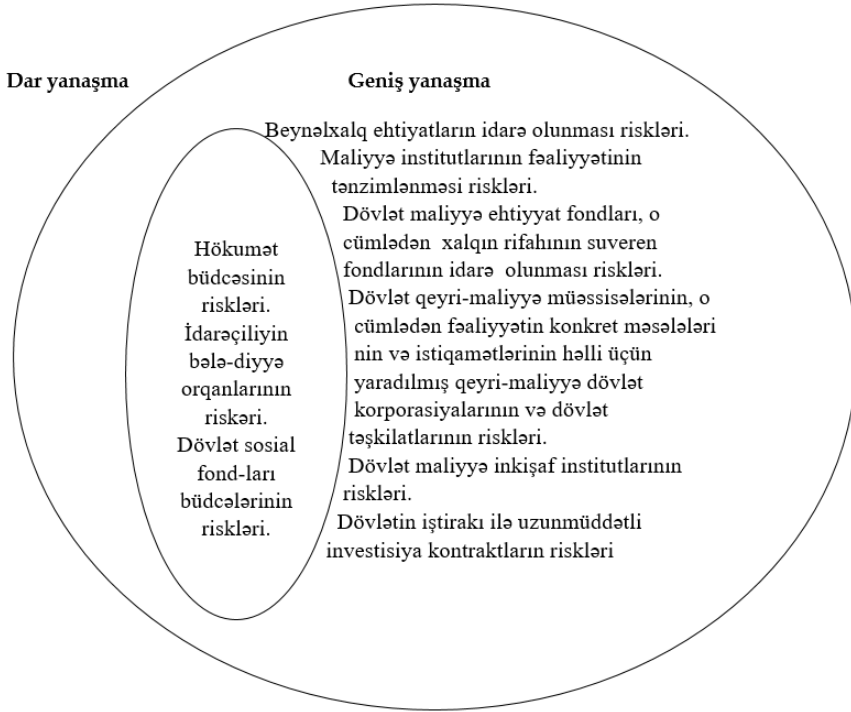 Dar yanaşma
Geniş yanaşma
Hökumət
büdcəsinin
riskləri.
İdarəçiliyin
bələ-diyyə
orqanlarının
riskəri.
Dövlət sosial
fond-ları
büdcələrinin
riskləri.
Beynəlxalq ehtiyatların idarə olunması riskləri.
Maliyyə institutlarının fəaliyyətinin
tənzimlənməsi riskləri.
Dövlət maliyyə ehtiyyat fondları, o
cümlədən xalqın rifahının suveren
fondlarının idarə olunması riskləri.
Dövlət qeyri-maliyyə müəssisələrinin, o
cümlədən fəaliyyətin konkret məsələləri
nin və istiqamətlərinin həlli üçün
yaradılmış qeyri-maliyyə dövlət
korporasiyalarının və dövlət
təşkilatlarının riskləri.
Dövlət maliyyə inkişaf institutlarının
riskləri.
Dövlətin iştirakı ilə uzunmüddətli
investisiya kontraktların riskləri